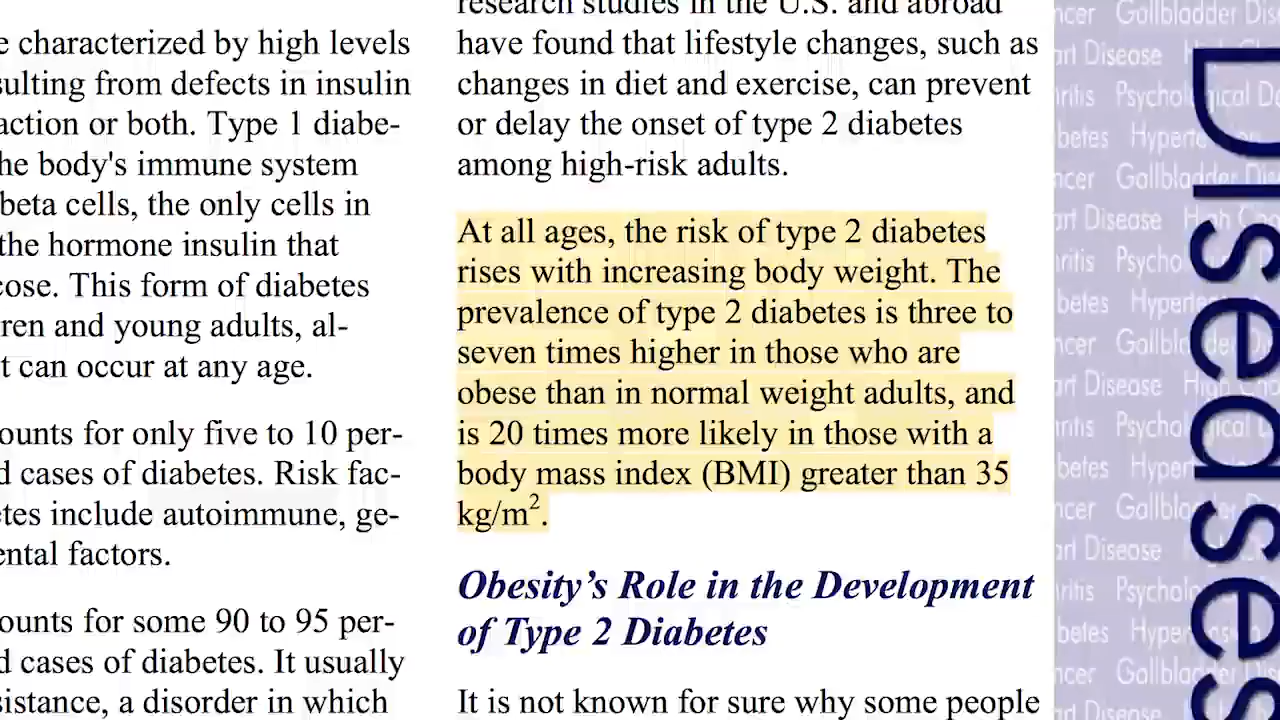 e characterized by high levels
sulting from defects in insulin
action or both. Type 1 diabe-
he body's immune system
beta cells, the only cells in
the hormone insulin that
cose. This form of diabetes
ren and young adults, al-
t can occur at any age.
ounts for only five to 10 per-
d cases of diabetes. Risk fac-
etes include autoimmune, ge-
ental factors.
ounts for some 90 to 95 per-
d cases of diabetes. It usually
sistance, a disorder in which
research studies in the U.S. and abroad
have found that lifestyle changes, such as
changes in diet and exercise, can prevent
or delay the onset of type 2 diabetes
among high-risk adults.
At all ages, the risk of type 2 diabetes
rises with increasing body weight. The
prevalence of type 2 diabetes is three to
seven times higher in those who are
obese than in normal weight adults, and
is 20 times more likely in those with a
body mass index (BMI) greater than 35
kg/m².
Obesity’s Role in the Development
of Type 2 Diabetes
It is not known for sure why some people
Diseases